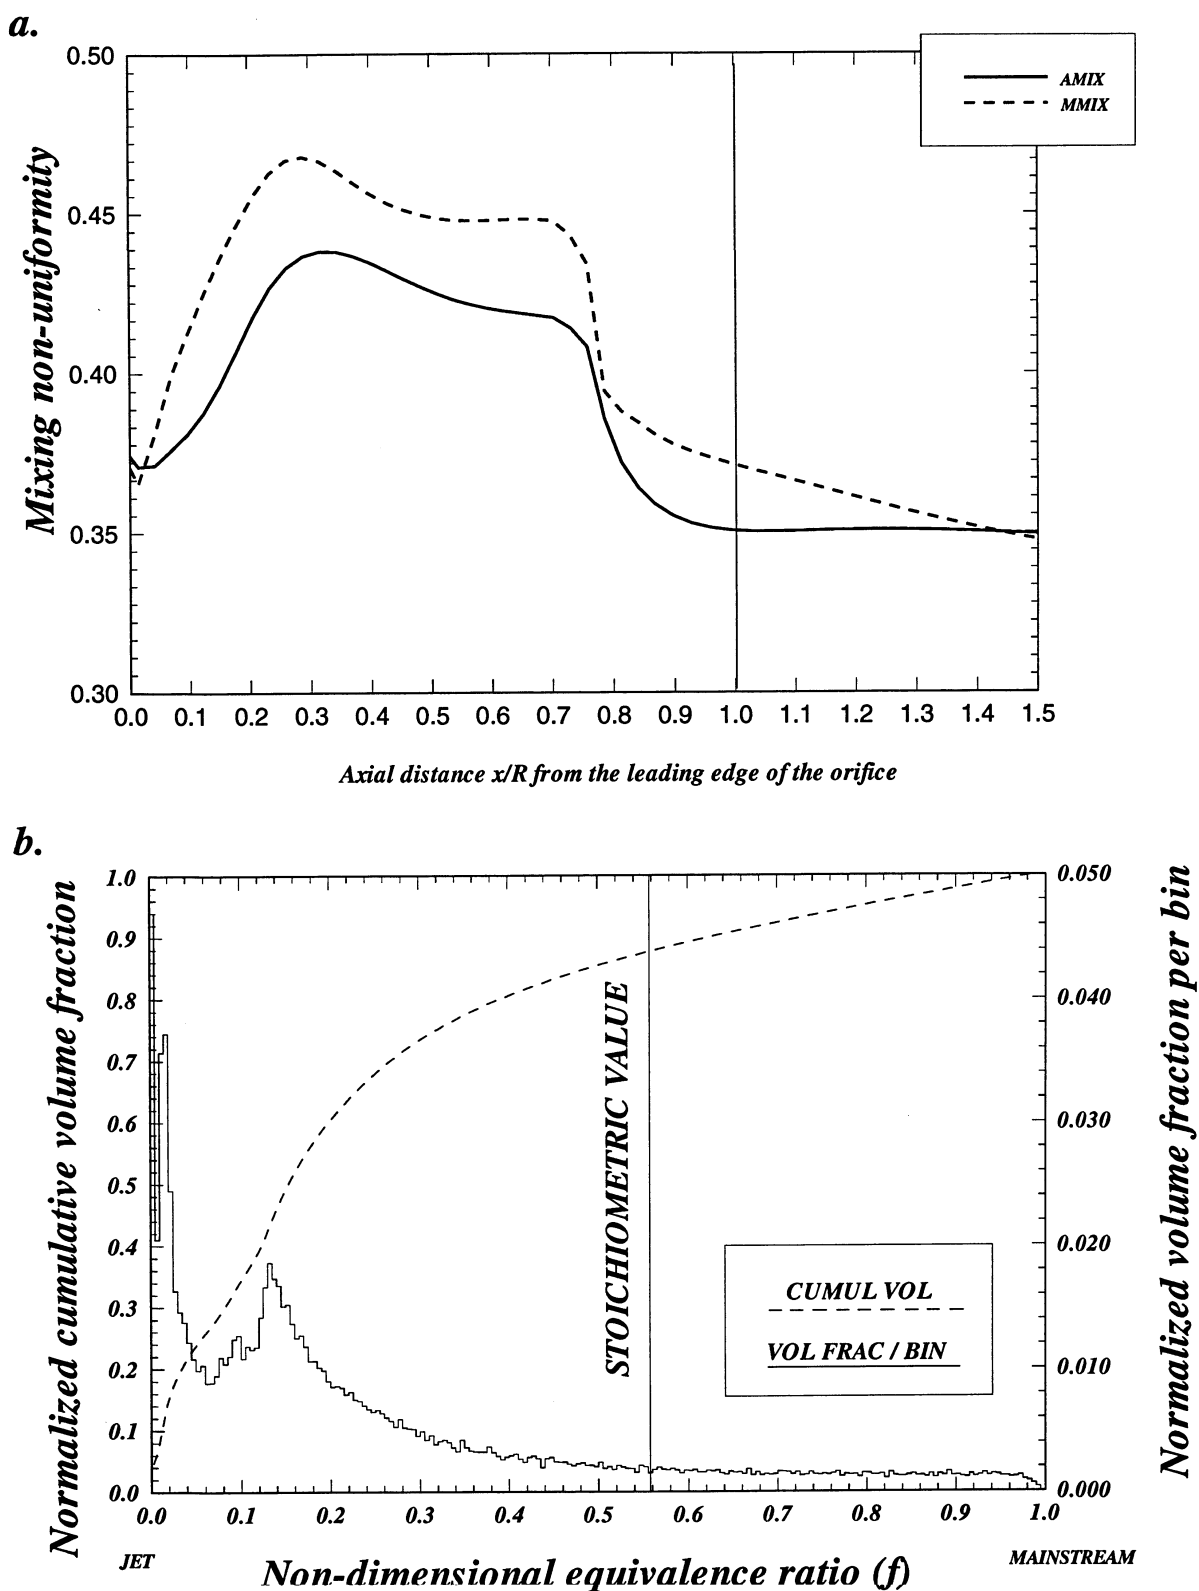 a.
0.50
0.45
0.40
0.35
0.30
Mixing non-uniformity
AMIX
MMIX
0.0 0.1 0.2 0.3 0.4 0.5 0.6 0.7 0.8 0.9 1.0 1.1 1.2 1.3 1.4 1.5
Axial distance x/R from the leading edge of the orifice
b.
Normalized cumulative volume fraction
1.0
0.9
0.8
0.7
0.6
0.5
0.4
0.3
0.2
0.1
0.0
STOICHIOMETRIC VALUE
CUMUL VOL
VOL FRAC / BIN
0.050
0.040
0.030
0.020
0.010
0.000
Normalized volume fraction per bin
0.0 0.1 0.2 0.3 0.4 0.5 0.6 0.7 0.8 0.9 1.0
JET
MAINSTREAM
Non-dimensional equivalence ratio (f)